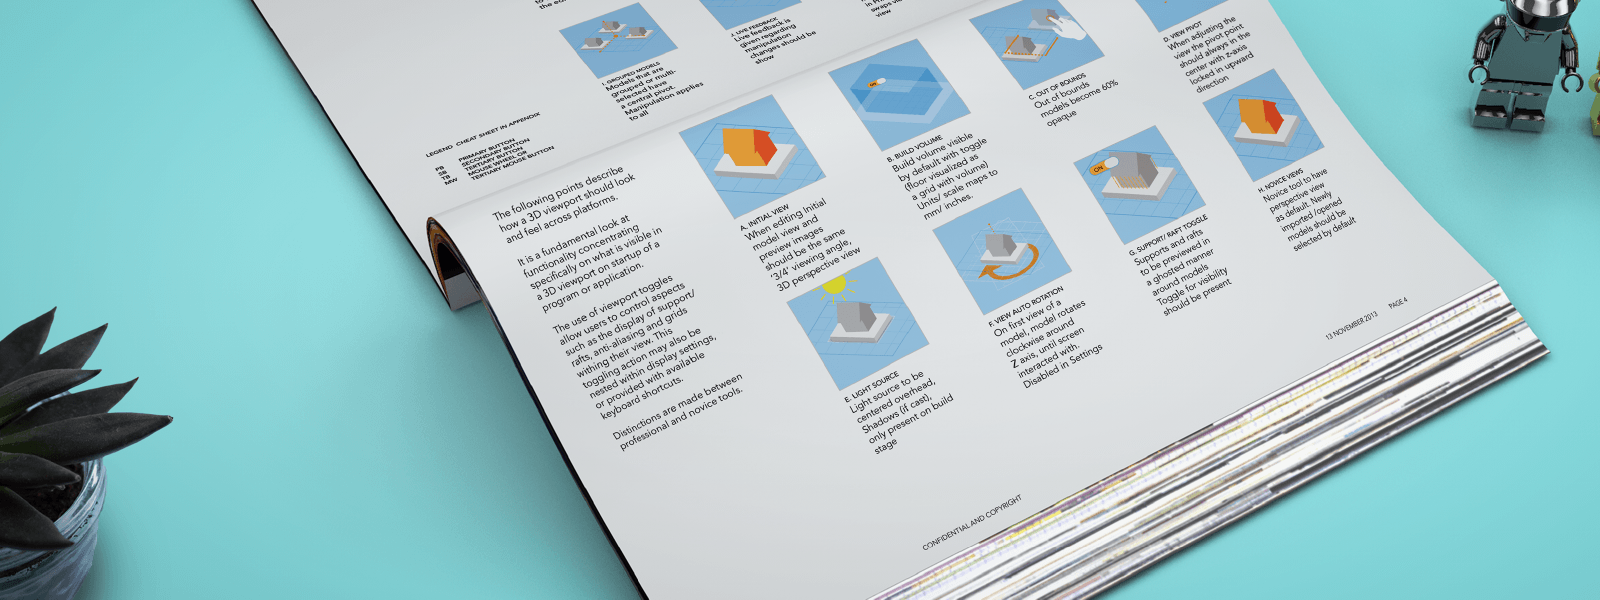 I. GROUPED MODELS
Models that are
grouped or multi-
selected have
a central pivot.
Manipulation applies
to all
J. LIVE FEEDBACK
Live feedback is
given regarding
manipulation
changes should be
show
swaps view
view
LEGEND CHEAT SHEET IN APPENDIX
PB PRIMARY BUTTON
SB SECONDARY BUTTON
TB TERTIARY BUTTON
MW MOUSE WHEEL OR
TERTIARY MOUSE BUTTON
The following points describe
how a 3D viewport should look
and feel across platforms.
It is a fundamental look at
functionality concentrating
specifically on what is visible in
a 3D viewport on startup of a
program or application.
The use of viewport toggles
allow users to control aspects
such as the display of support/
rafts, anti-aliasing and grids
withing their view. This
toggling action may also be
nested within display settings,
or provided with available
keyboard shortcuts.
Distinctions are made between
professional and novice tools.
A. INITIAL VIEW
When editing Initial
model view and
preview images
should be the same
'3/4' viewing angle,
3D perspective view
B. BUILD VOLUME
Build volume visible
by default with toggle
(floor visualized as
a grid with volume)
Units/ scale maps to
mm/ inches.
C. OUT OF BOUNDS
Out of bounds
models become 60%
opaque
D. VIEW PIVOT
When adjusting the
view the pivot point
should always in the
center with z-axis
locked in upward
direction
E. LIGHT SOURCE
Light source to be
centered overhead,
Shadows (if cast),
only present on build
stage
F. VIEW AUTO ROTATION
On first view of a
model, model rotates
clockwise around
Z axis, until screen
interacted with.
Disabled in Settings
ON
G. SUPPORT/ RAFT TOGGLE
Supports and rafts
to be previewed in
a ghosted manner
around models
Toggle for visibility
should be present
H. NOVICE VIEWS
Novice tool to have
perspective view
as default. Newly
imported /opened
models should be
selected by default
CONFIDENTIAL AND COPYRIGHT
13 NOVEMBER 2013
PAGE 4